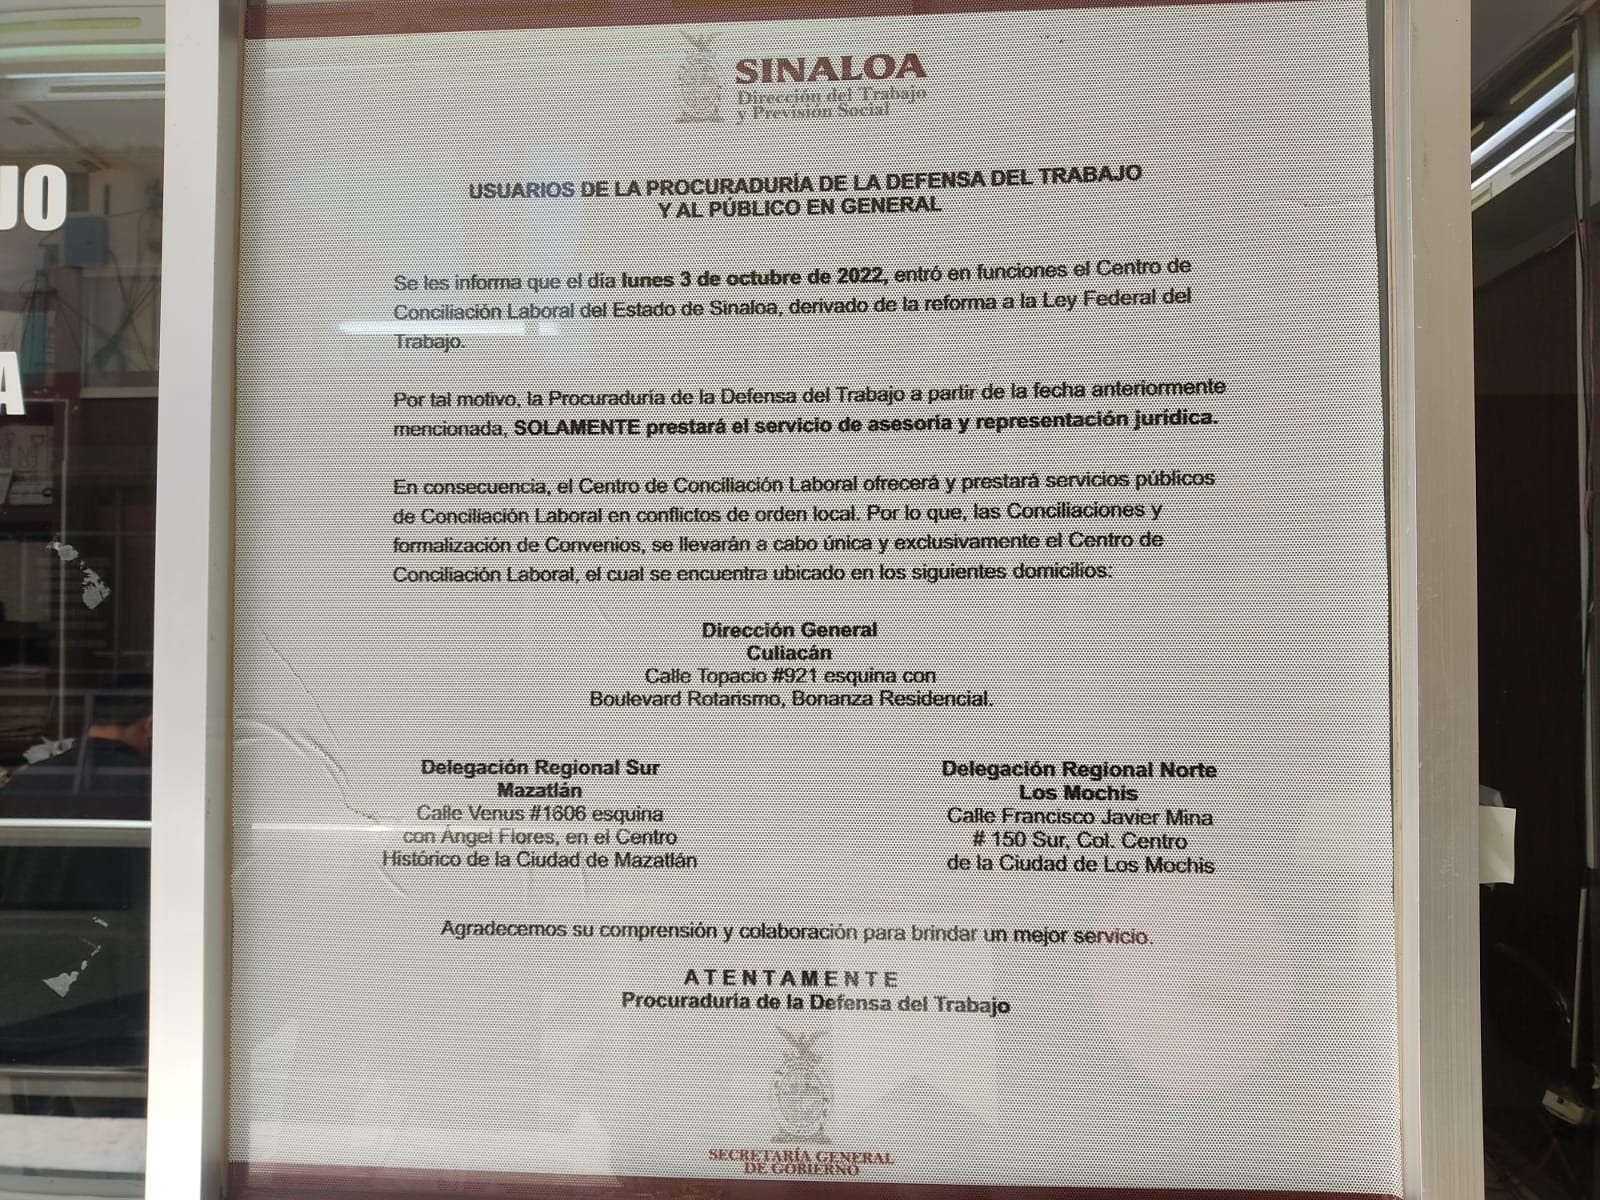 JO
A
SINALOA
Dirección del Trabajo
y Previsión Social
USUARIOS DE LA PROCURADURÍA DE LA DEFENSA DEL TRABAJO
Y AL PÚBLICO EN GENERAL
Se les informa que el día lunes 3 de octubre de 2022, entró en funciones el Centro de
Conciliación Laboral del Estado de Sinaloa, derivado de la reforma a la Ley Federal del
Trabajo.
Por tal motivo, la Procuraduría de la Defensa del Trabajo a partir de la fecha anteriormente
mencionada, SOLAMENTE prestará el servicio de asesoría y representación jurídica.
En consecuencia, el Centro de Conciliación Laboral ofrecerá y prestará servicios públicos
de Conciliación Laboral en conflictos de orden local. Por lo que, las Conciliaciones y
formalización de Convenios, se llevarán a cabo única y exclusivamente el Centro de
Conciliación Laboral, el cual se encuentra ubicado en los siguientes domicilios:
Dirección General
Culiacán
Calle Topacio #921 esquina con
Boulevard Rotarismo, Bonanza Residencial.
Delegación Regional Sur
Mazatlán
Calle Venus #1606 esquina
con Ángel Flores, en el Centro
Histórico de la Ciudad de Mazatlán
Delegación Regional Norte
Los Mochis
Calle Francisco Javier Mina
# 150 Sur, Col. Centro
de la Ciudad de Los Mochis
Agradecemos su comprensión y colaboración para brindar un mejor servicio.
ATENTAMENTE
Procuraduría de la Defensa del Trabajo
SECRETARÍA GENERAL
DE GOBIERNO